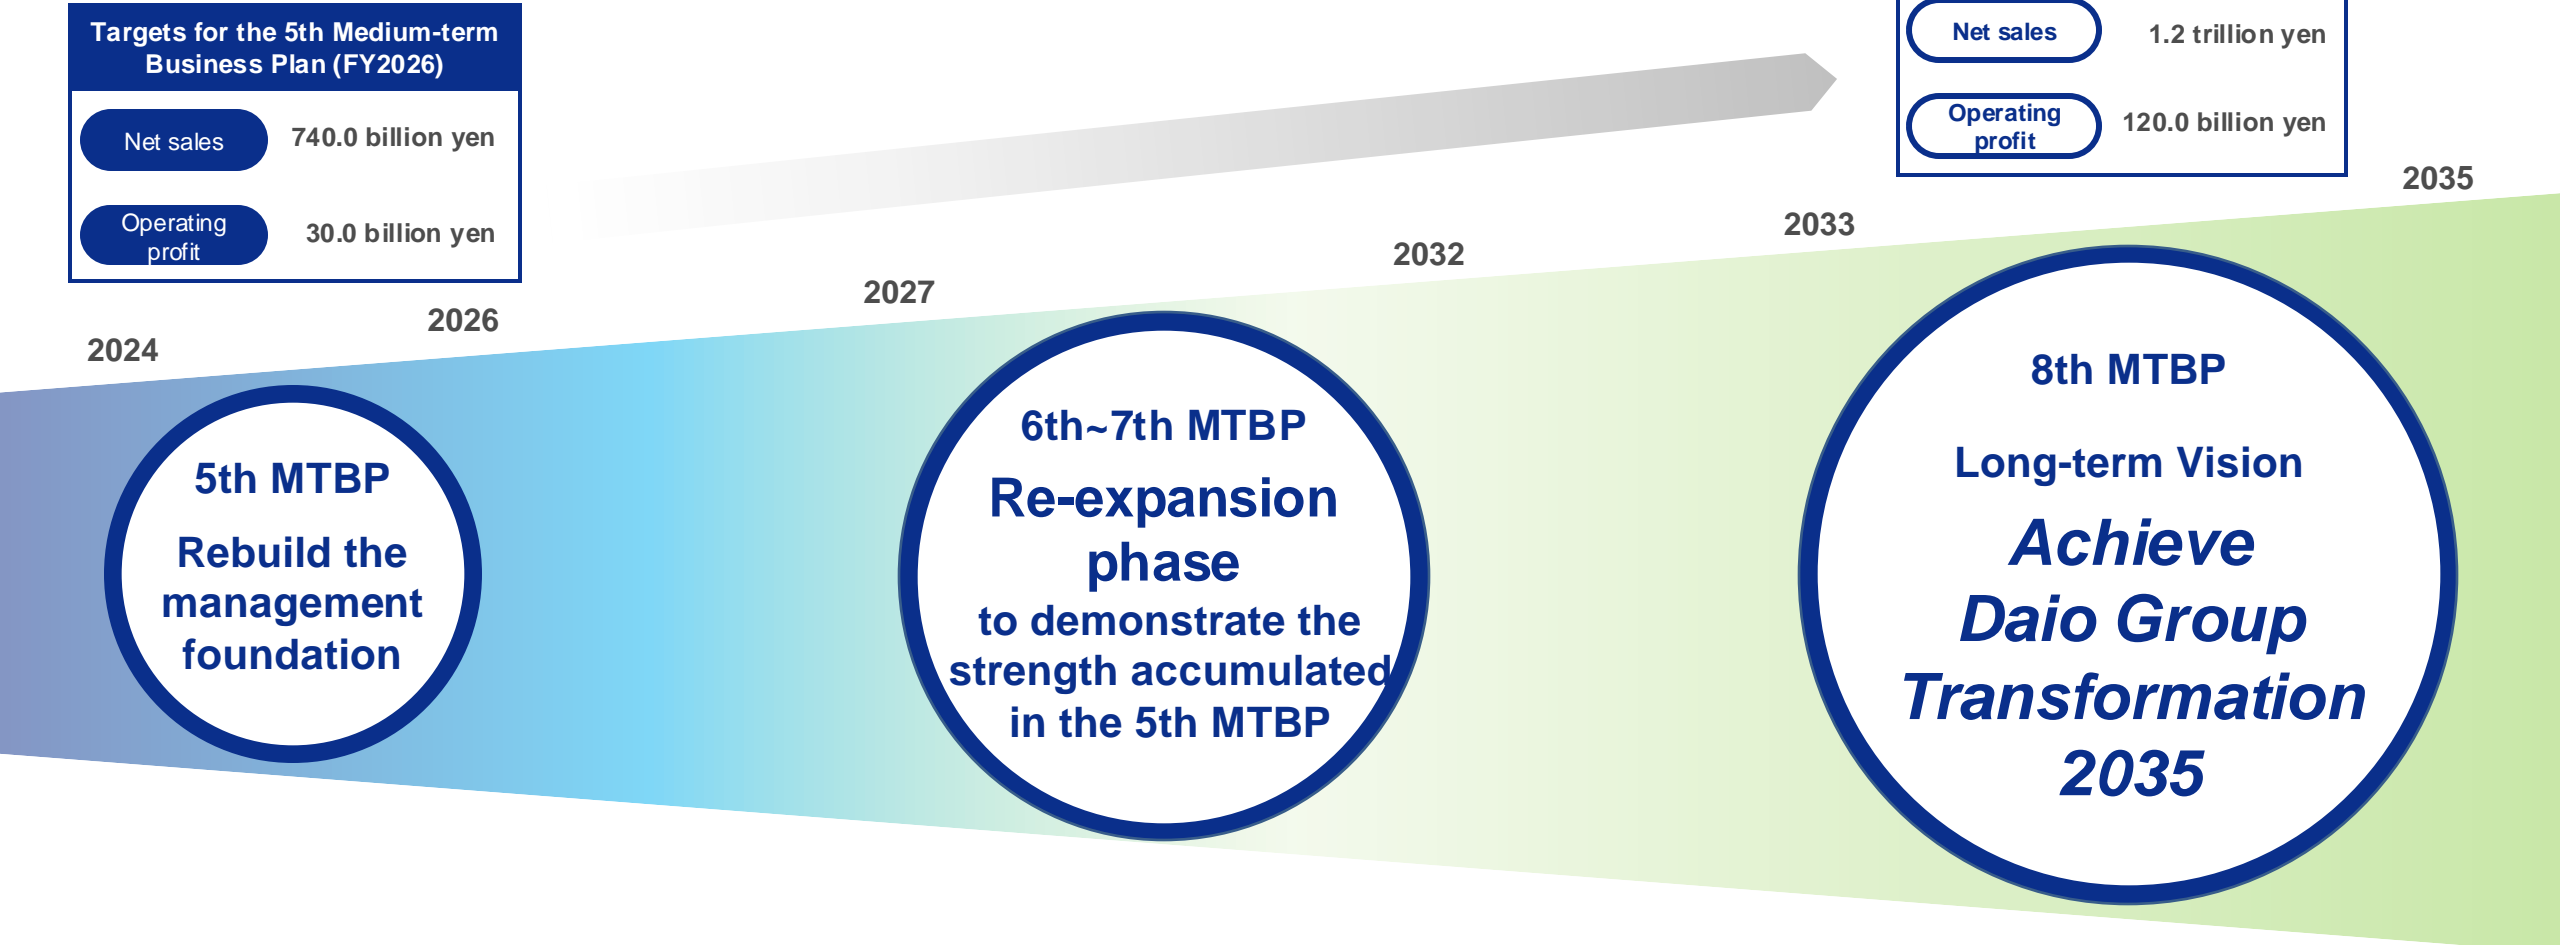 Targets for the 5th Medium-term
Business Plan (FY2026)
Net sales
740.0 billion yen
Operating
profit
30.0 billion yen
Net sales
1.2 trillion yen
Operating
profit
120.0 billion yen
2024
2026
2027
2032
2033
2035
5th MTBP
Rebuild the
management
foundation
6th~7th MTBP
Re-expansion
phase
to demonstrate the
strength accumulated
in the 5th MTBP
8th MTBP
Long-term Vision
Achieve
Daio Group
Transformation
2035